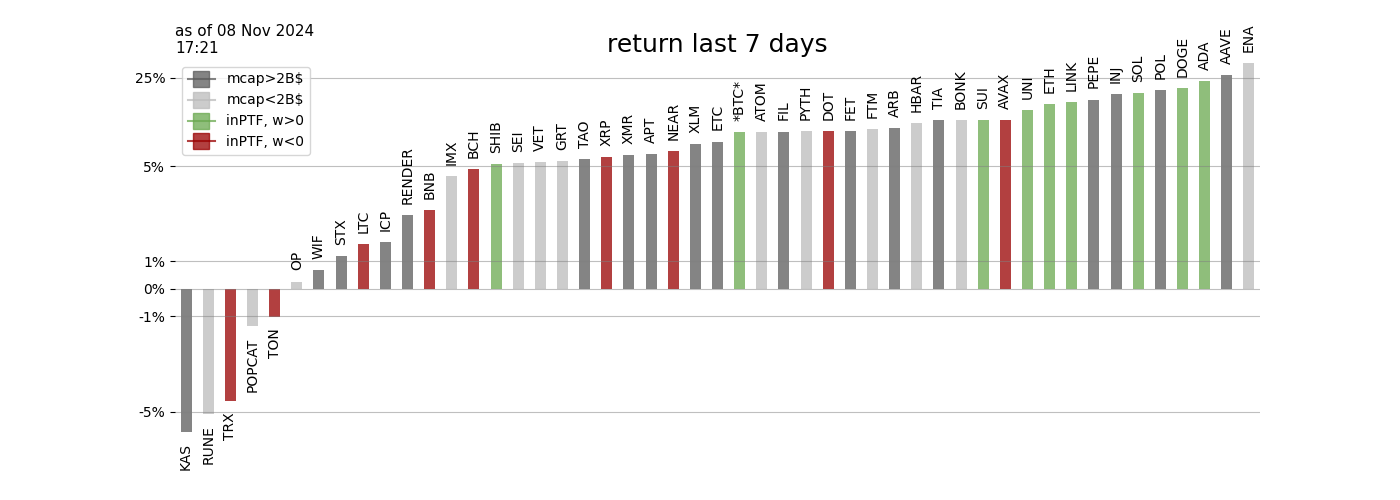 as of 08 Nov 2024
17:21
return last 7 days
mcap>2B$
mcap<2B$
inPTF, w>0
inPTF, w<0
25%
5%
1%
0%
-1%
-5%
KAS
RUNE
TRX
POPCAT
TON
OP
WIF
STX
LTC
ICP
RENDER
BNB
IMX
BCH
SHIB
SEI
VET
GRT
TAO
XRP
XMR
APT
NEAR
XLM
ETC
*BTC*
ATOM
FIL
PYTH
DOT
FET
FTM
ARB
HBAR
TIA
BONK
SUI
AVAX
UNI
ETH
LINK
PEPE
INJ
SOL
POL
DOGE
ADA
AAVE
ENA